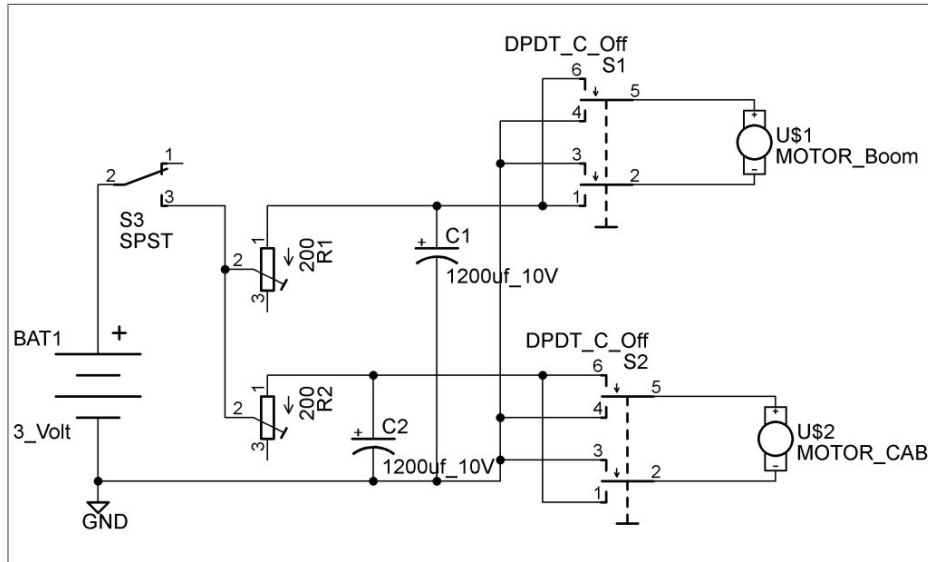 DPDT_C_Off
S1
6
5
4
3
2
1
+
-
U$1
MOTOR_Boom
1
2
3
S3
SPST
1
2
3
200
R1
+
C1
1200uf_10V
BAT1
+
3_Volt
GND
1
2
3
200
R2
+
C2
1200uf_10V
DPDT_C_Off
S2
6
5
4
3
2
1
+
-
U$2
MOTOR_CAB